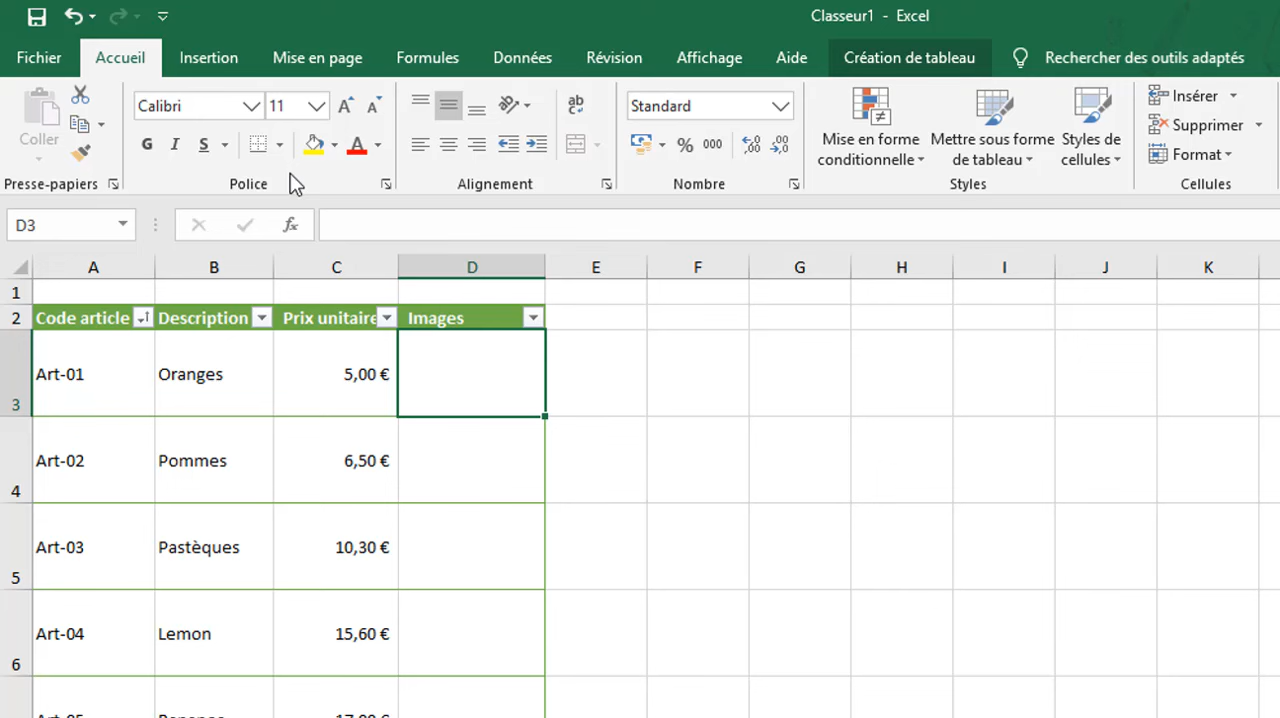 Classeur1 - Excel
Fichier Accueil Insertion Mise en page Formules Données Révision Affichage Aide Création de tableau Rechercher des outils adaptés
Coller
Calibri 11 A A
G I S A
ab
Standard
% 000
Mise en forme conditionnelle
Mettre sous forme de tableau
Styles de cellules
Insérer
Supprimer
Format
Presse-papiers Police Alignement Nombre Styles Cellules
D3 fx
A B C D E F G H I J K
1
2 Code article Description Prix unitaire Images
3 Art-01 Oranges 5,00 €
4 Art-02 Pommes 6,50 €
5 Art-03 Pastèques 10,30 €
6 Art-04 Lemon 15,60 €